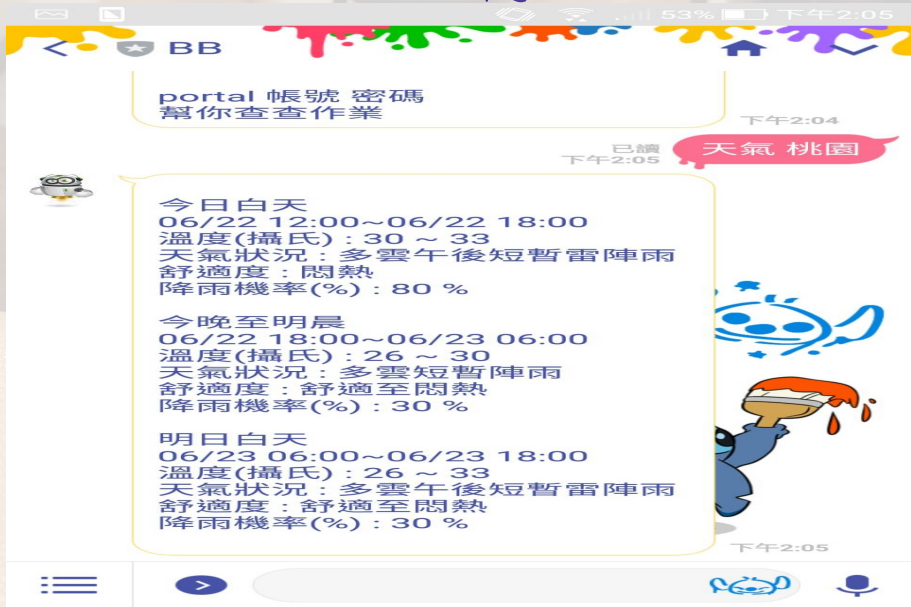 53% 下午2:05
BB
portal 帳號 密碼
幫你查查作業
下午2:04
已讀
下午2:05
天氣 桃園
今日白天
06/22 12:00~06/22 18:00
溫度(攝氏) : 30 ~ 33
天氣狀況 : 多雲午後短暫雷陣雨
舒適度 : 悶熱
降雨機率(%) : 80 %
今晚至明晨
06/22 18:00~06/23 06:00
溫度(攝氏) : 26 ~ 30
天氣狀況 : 多雲短暫陣雨
舒適度 : 舒適至悶熱
降雨機率(%) : 30 %
明日白天
06/23 06:00~06/23 18:00
溫度(攝氏) : 26 ~ 33
天氣狀況 : 多雲午後短暫雷陣雨
舒適度 : 舒適至悶熱
降雨機率(%) : 30 %
下午2:05